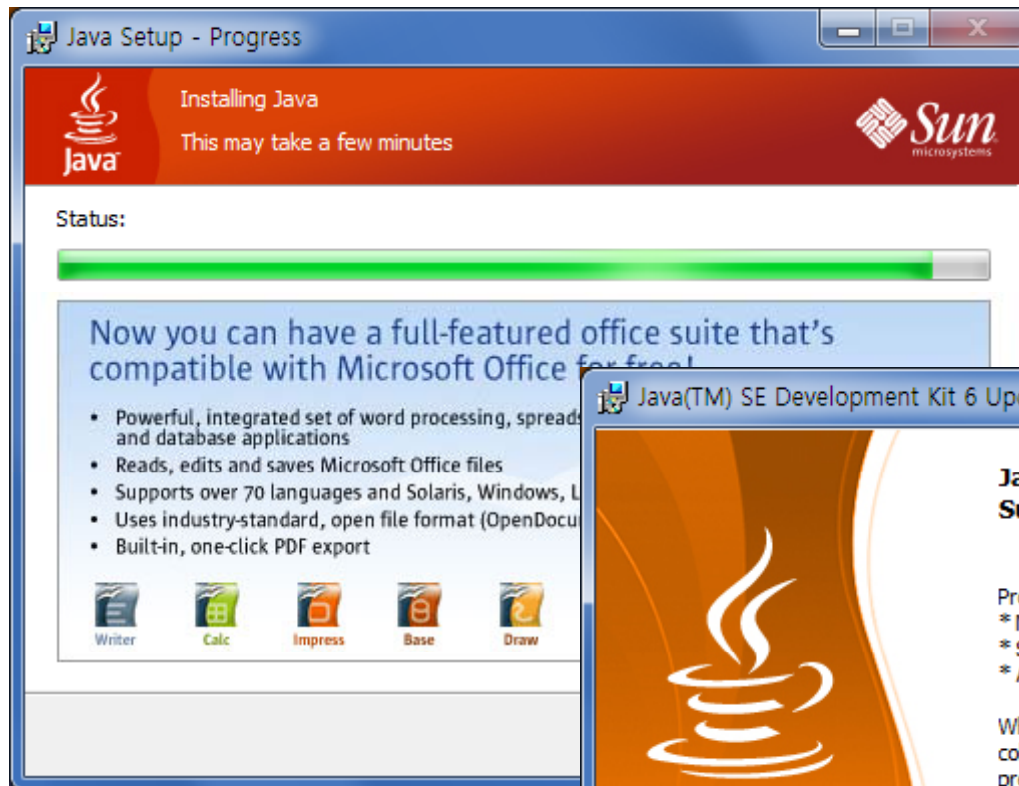 Java Setup - Progress
Installing Java
This may take a few minutes
Java
Sun
microsystems
Status:
Now you can have a full-featured office suite that's
compatible with Microsoft Office for free!
• Powerful, integrated set of word processing,
and database applications
• Reads, edits and saves Microsoft Office files
• Supports over 70 languages and Solaris, Windows,
• Uses industry-standard, open file format
• Built-in, one-click PDF export
Writer
Calc
Impress
Base
Draw
Java(TM) SE Development Kit 6